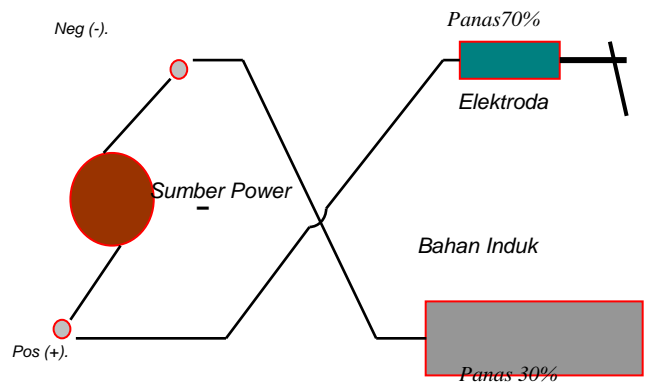 Neg (-).
Panas70%
Elektroda
Sumber Power
Bahan Induk
Pos (+).
Panas 30%